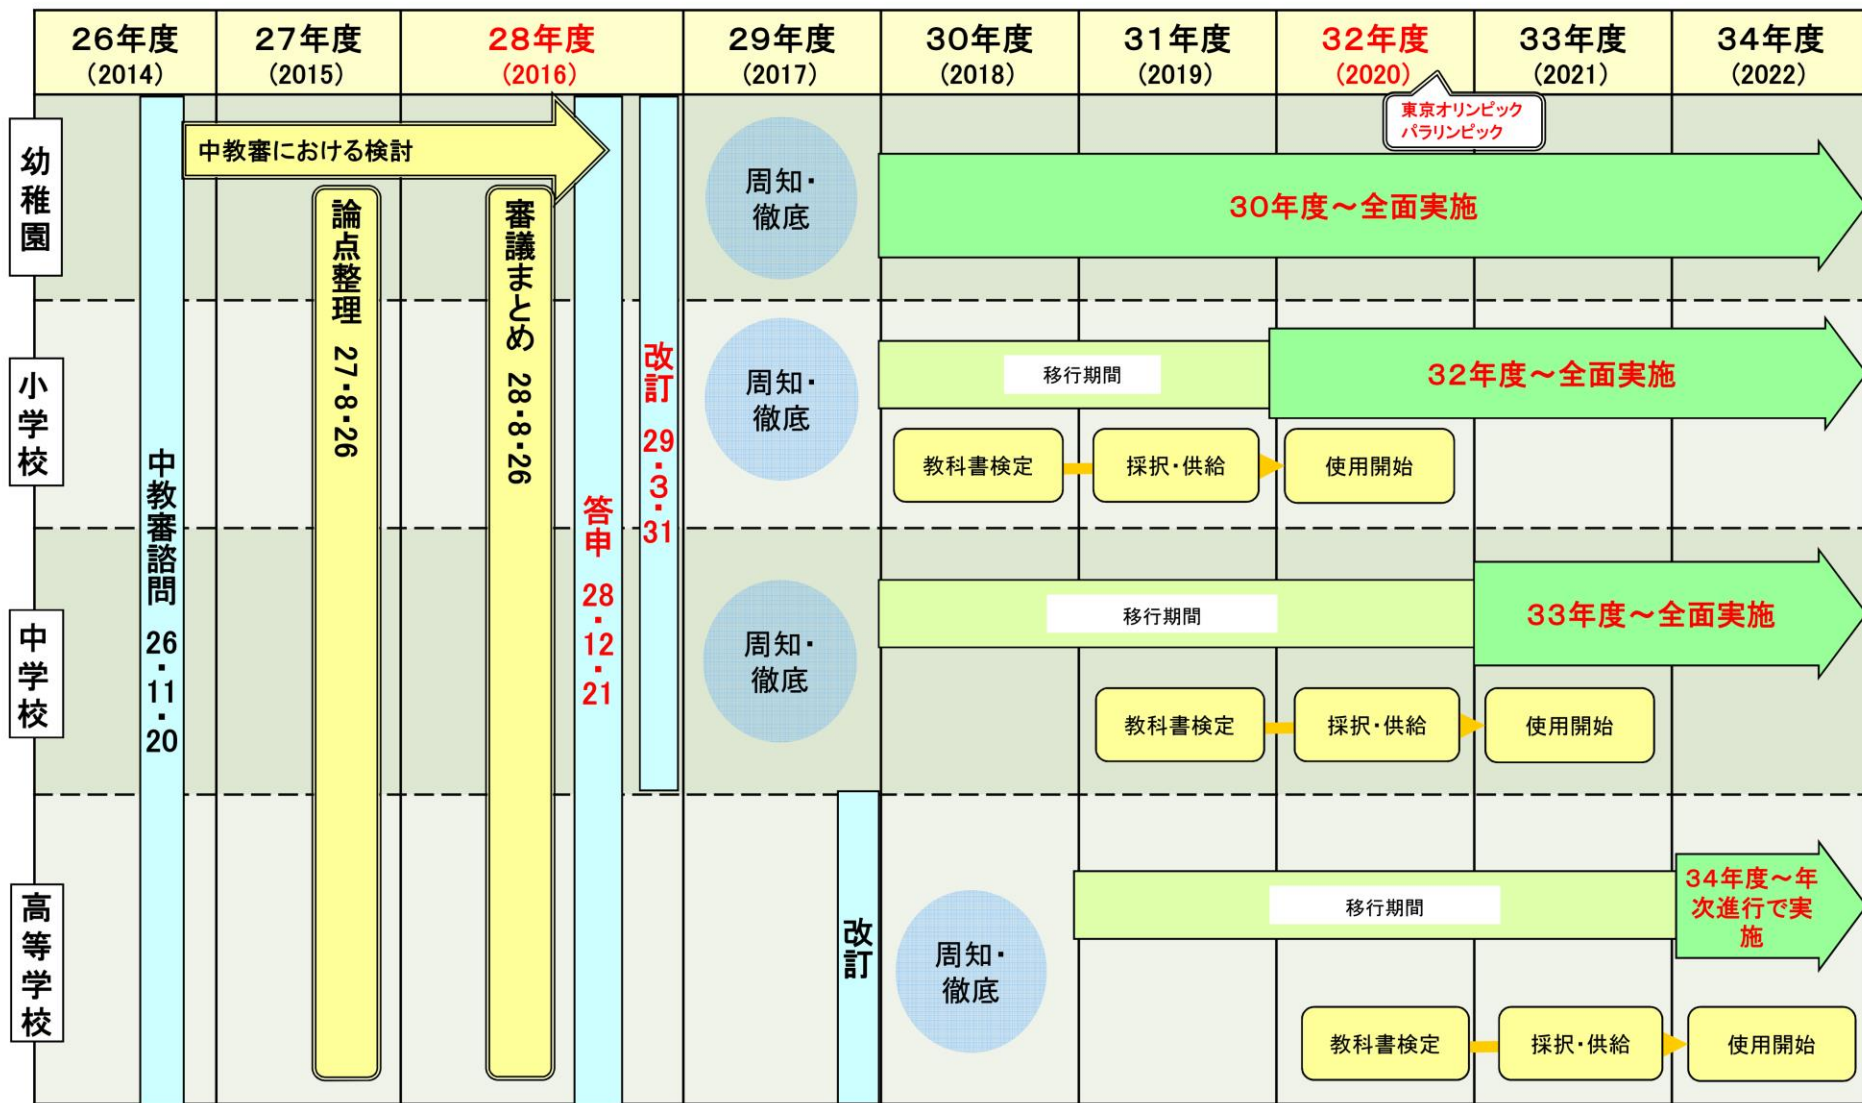 26年度
(2014)
27年度
(2015)
28年度
(2016)
29年度
(2017)
30年度
(2018)
31年度
(2019)
32年度
(2020)
33年度
(2021)
34年度
(2022)
東京オリンピック
パラリンピック
幼稚園
中教審における検討
周知・
徹底
30年度～全面実施
中教審諮問 26・11・20
論点整理 27・8・26
審議まとめ 28・8・26
答申 28・12・21
改訂 29・3・31
小学校
周知・
徹底
移行期間
32年度～全面実施
教科書検定
採択・供給
使用開始
中学校
周知・
徹底
移行期間
33年度～全面実施
教科書検定
採択・供給
使用開始
高等学校
改訂
周知・
徹底
移行期間
34年度～年
次進行で実
施
教科書検定
採択・供給
使用開始